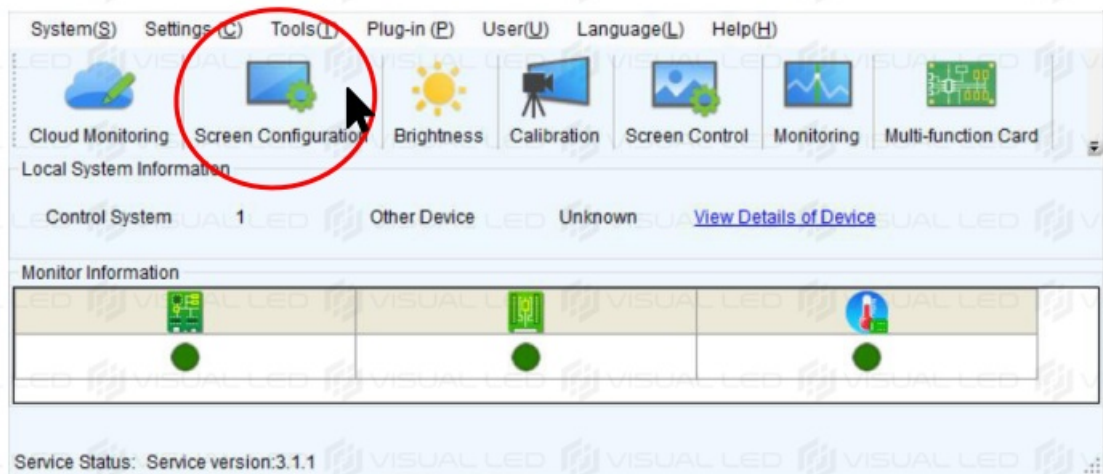 System(S) Settings (C) Tools(T) Plug-in (P) User(U) Language(L) Help(H)
Cloud Monitoring Screen Configuration Brightness Calibration Screen Control Monitoring Multi-function Card
Local System Information
Control System 1 Other Device Unknown View Details of Device
Monitor Information
Service Status: Service version:3.1.1
VISUAL LED